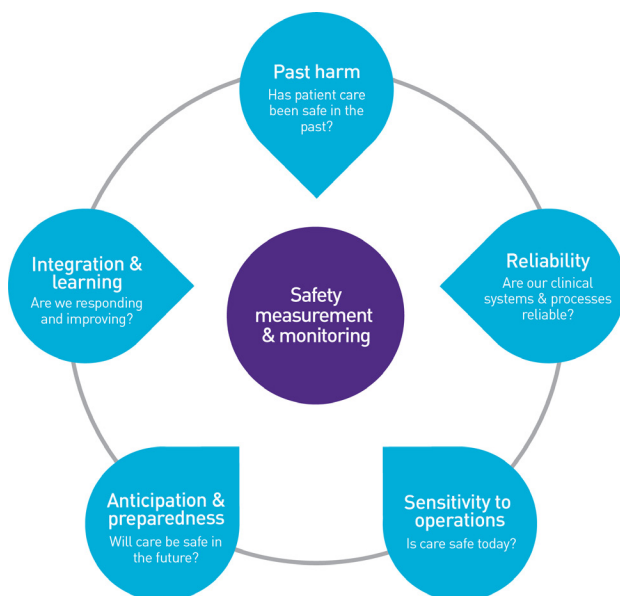 Past harm
Has patient care
been safe in the
past?
Reliability
Are our clinical
systems & processes
reliable?
Sensitivity to
operations
Is care safe today?
Anticipation &
preparedness
Will care be safe in
the future?
Integration &
learning
Are we responding
and improving?
Safety
measurement
& monitoring